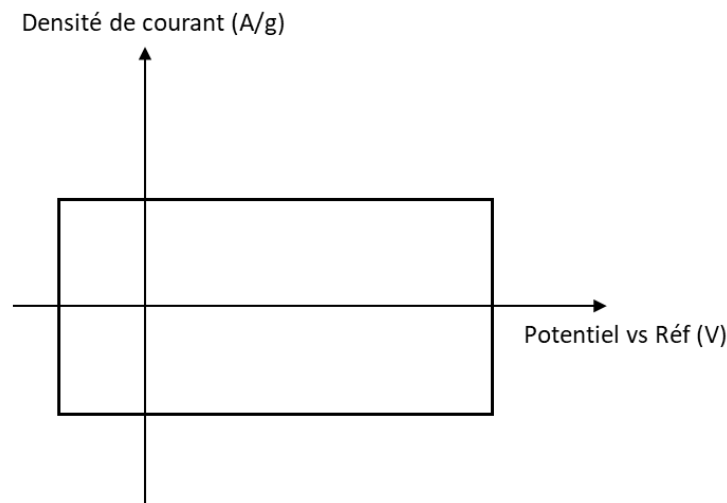 Densité de courant (A/g)
Potentiel vs Réf (V)